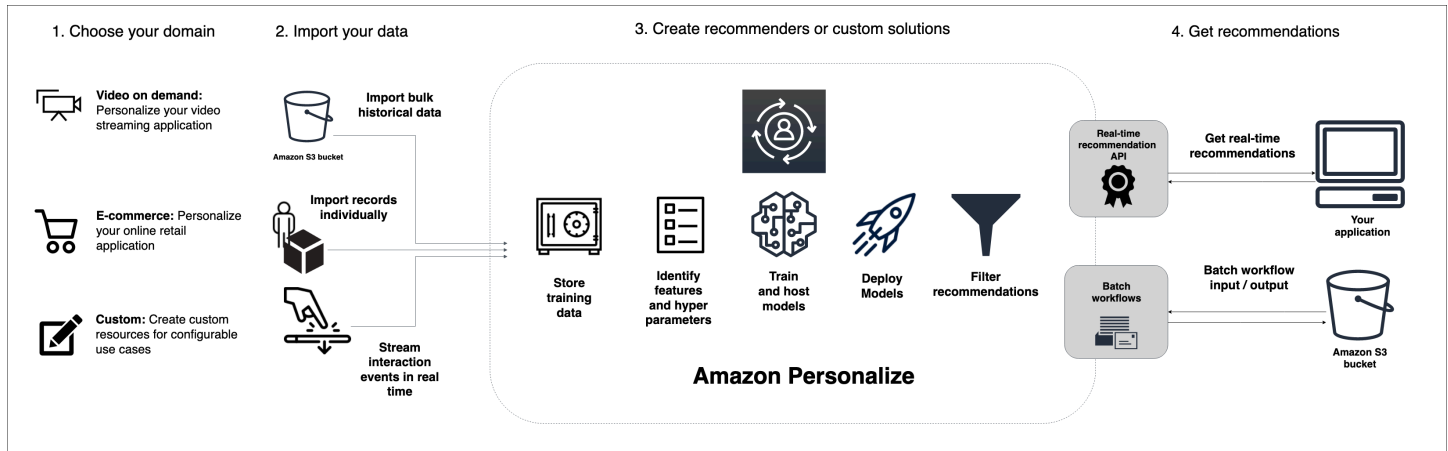 1. Choose your domain
2. Import your data
3. Create recommenders or custom solutions
4. Get recommendations
Video on demand:
Personalize your video
streaming application
E-commerce: Personalize
your online retail
application
Custom: Create custom
resources for configurable
use cases
Import bulk
historical data
Amazon S3 bucket
Import records
individually
Stream
interaction
events in real
time
Store
training
data
Identify
features
and hyper
parameters
Train
and host
models
Deploy
Models
Filter
recommendations
Amazon Personalize
Real-time
recommendation
API
Get real-time
recommendations
Your
application
Batch
workflows
Batch workflow
input / output
Amazon S3
bucket